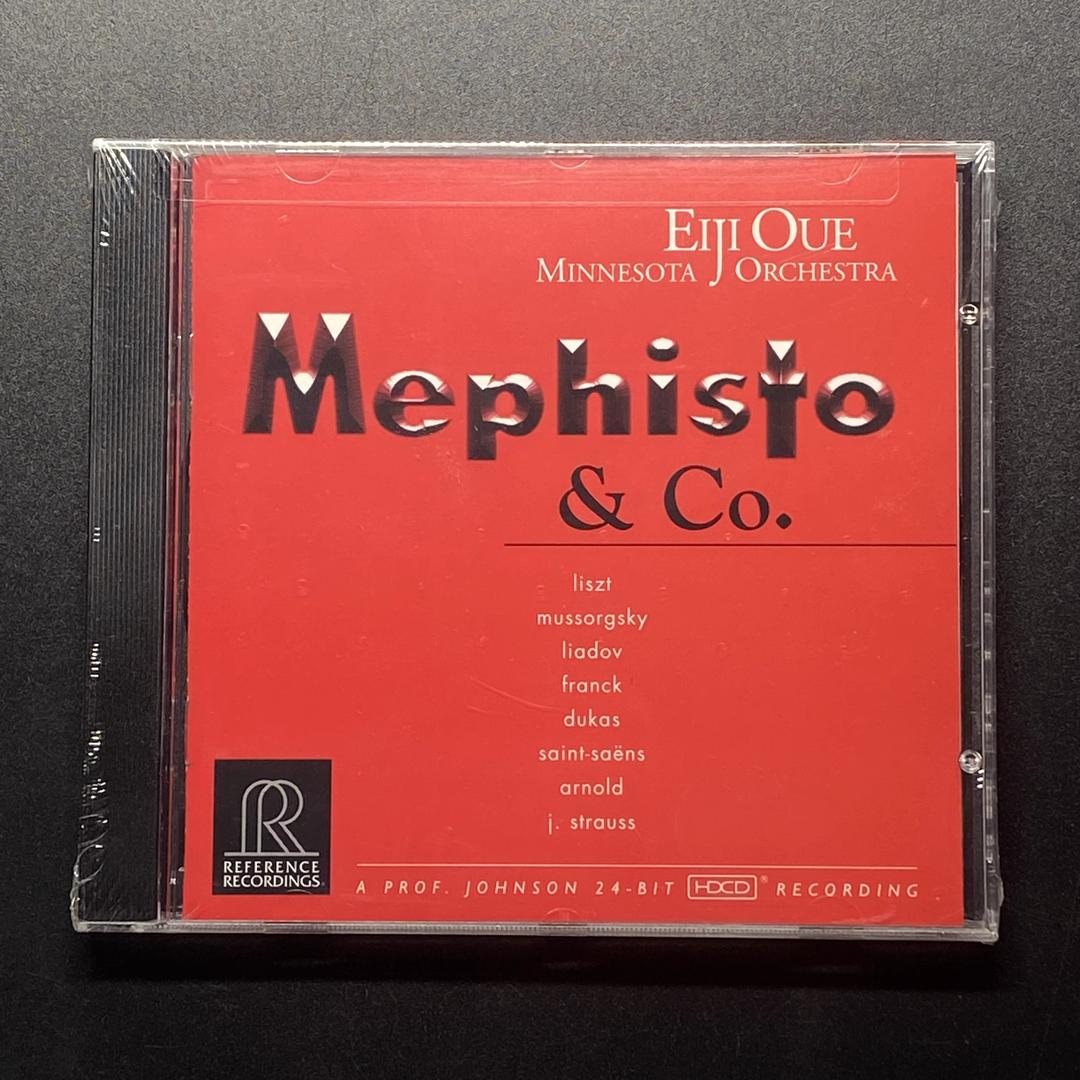 EIJI OUE
MINNESOTA ORCHESTRA
Mephisto
& Co.
liszt
mussorgsky
liadov
franck
dukas
saint-saëns
arnold
j. strauss
R
REFERENCE
RECORDINGS®
A PROF. JOHNSON 24-BIT HDCD® RECORDING